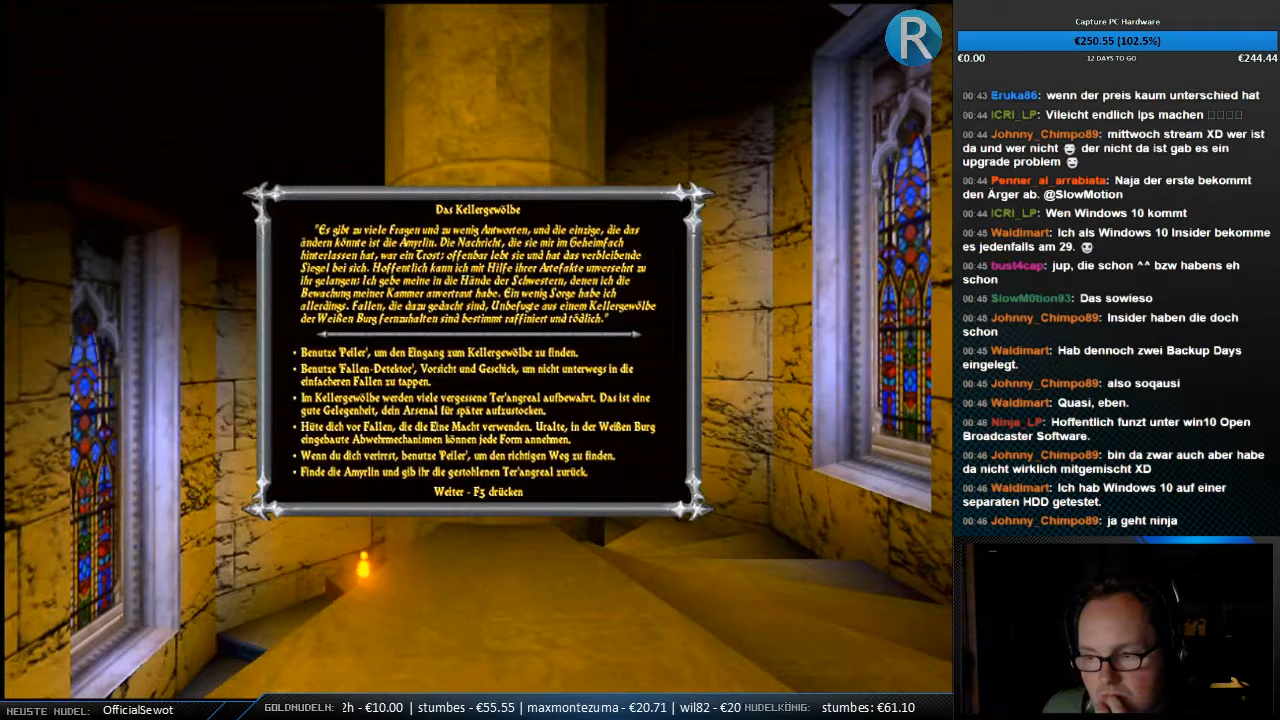 R
Das Kellergewölbe
"Es gibt zu viele Fragen und zu wenig Antworten, und die einzige, die das
ändern könnte ist die Amyrlin. Die Nachricht, die sie mir im Geheimfach
hinterlassen hat, war ein Trost; offenbar lebt sie und hat das verbleibende
Siegel bei sich. Hoffentlich kann ich mit Hilfe ihrer Artefakte unversehrt zu
ihr gelangen; Ich gebe meine in die Hände der Schwestern, denen ich die
Bewachung meiner Kammer anvertraut habe. Ein wenig Sorge habe ich
allerdings. Fallen, die dazu gedacht sind, Unbefugte aus einem Kellergewölbe
der Weißen Burg fernzuhalten sind bestimmt raffiniert und tödlich."
• Benutze 'Peiler', um den Eingang zum Kellergewölbe zu finden.
• Benutze 'Fallen-Detektor', Vorsicht und Geschick, um nicht unterwegs in die
einfacheren Fallen zu tappen.
• Im Kellergewölbe werden viele vergessene Ter'angreal aufbewahrt. Das ist eine
gute Gelegenheit, dein Arsenal für später aufzustocken.
• Hüte dich vor Fallen, die die Eine Macht verwenden. Uralte, in der Weißen Burg
eingebaute Abwehrmechanismen können jede Form annehmen.
• Wenn du dich verirrst, benutze 'Peiler', um den richtigen Weg zu finden.
• Finde die Amyrlin und gib ihr die gestohlenen Ter'angreal zurück.
Weiter - F3 drücken
Capture PC Hardware
€250.55 (102.5%)
€0.00 12 DAYS TO GO €244.44
00:43 Eruka86: wenn der preis kaum unterschied hat
00:44 ICRI_LP: Vileicht endlich lps machen
00:44 Johnny_Chimpo89: mittwoch stream XD wer ist
da und wer nicht der nicht da ist gab es ein
upgrade problem
00:44 Penner_al_arrabiata: Naja der erste bekommt
den Ärger ab. @SlowMotion
00:44 ICRI_LP: Wen Windows 10 kommt
00:45 Waldimart: Ich als Windows 10 Insider bekomme
es jedenfalls am 29.
00:45 bust4cap: jup, die schon ^^ bzw habens eh
schon
00:45 SlowM0tion93: Das sowieso
00:45 Johnny_Chimpo89: Insider haben die doch
schon
00:45 Waldimart: Hab dennoch zwei Backup Days
eingelegt.
00:45 Johnny_Chimpo89: also soqausi
00:46 Waldimart: Quasi, eben.
00:46 Ninja_LP: Hoffentlich funzt unter win10 Open
Broadcaster Software.
00:46 Johnny_Chimpo89: bin da zwar auch aber habe
da nicht wirklich mitgemischt XD
00:46 Waldimart: Ich hab Windows 10 auf einer
separaten HDD getestet.
00:46 Johnny_Chimpo89: ja geht ninja
NEUSTE NUDEL: OfficialSewot
GOLDNUDELN: 2h - €10.00 | stumbes - €55.55 | maxmontezuma - €20.71 | wil82 - €20
NUDELKÖNIG: stumbes: €61.10